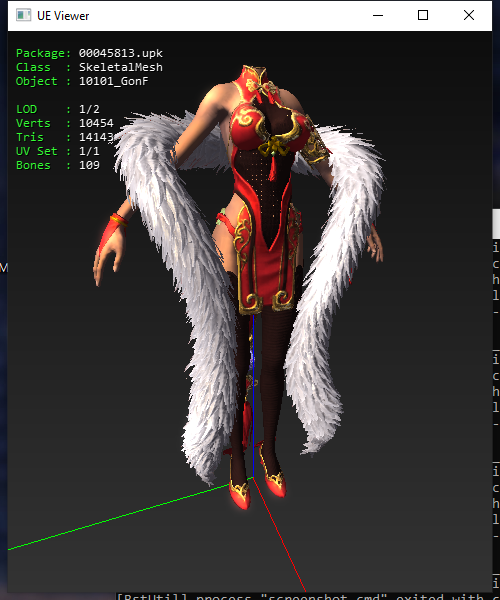 UE Viewer
Package: 00045813.upk
Class : SkeletalMesh
Object : 10101_GonF
LOD : 1/2
Verts : 10454
Tris : 14143
UV Set : 1/1
Bones : 109
M
i
c
h
l
-
i
c
h
l
-
i
c
h
l
-
i
[BstUtil] process "screenshot.cmd" exited with c